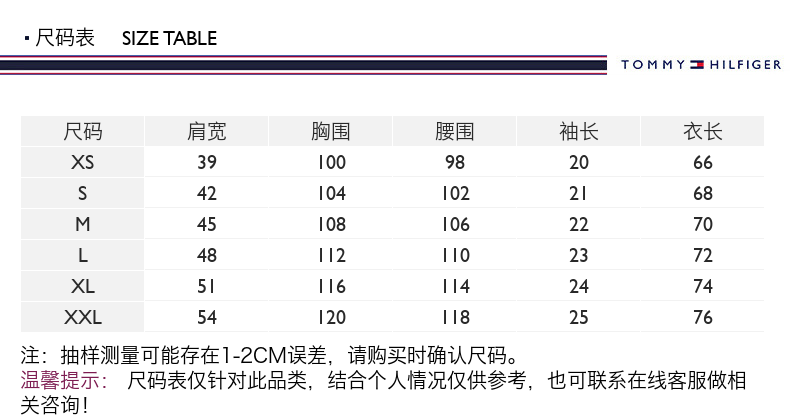 ▪ 尺码表 SIZE TABLE
TOMMY HILFIGER
尺码 肩宽 胸围 腰围 袖长 衣长
XS 39 100 98 20 66
S 42 104 102 21 68
M 45 108 106 22 70
L 48 112 110 23 72
XL 51 116 114 24 74
XXL 54 120 118 25 76
注：抽样测量可能存在1-2CM误差，请购买时确认尺码。
温馨提示： 尺码表仅针对此品类，结合个人情况仅供参考，也可联系在线客服做相
关咨询！